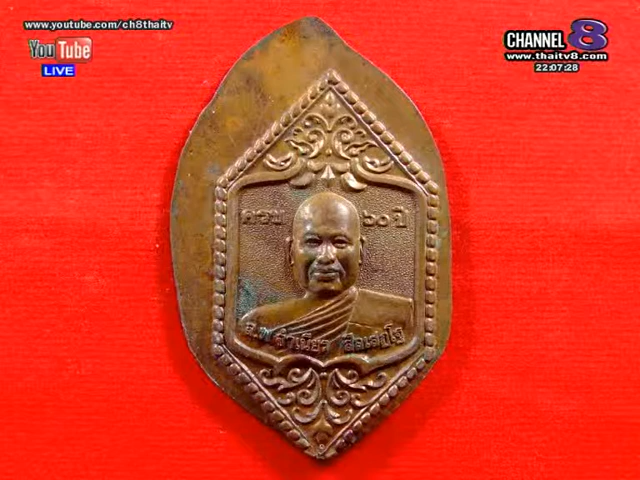 www.youtube.com/ch8thaitv
YouTube
LIVE
CHANNEL 8
www.thaitv8.com
22:07:28
ครบ ๖๐ ปี